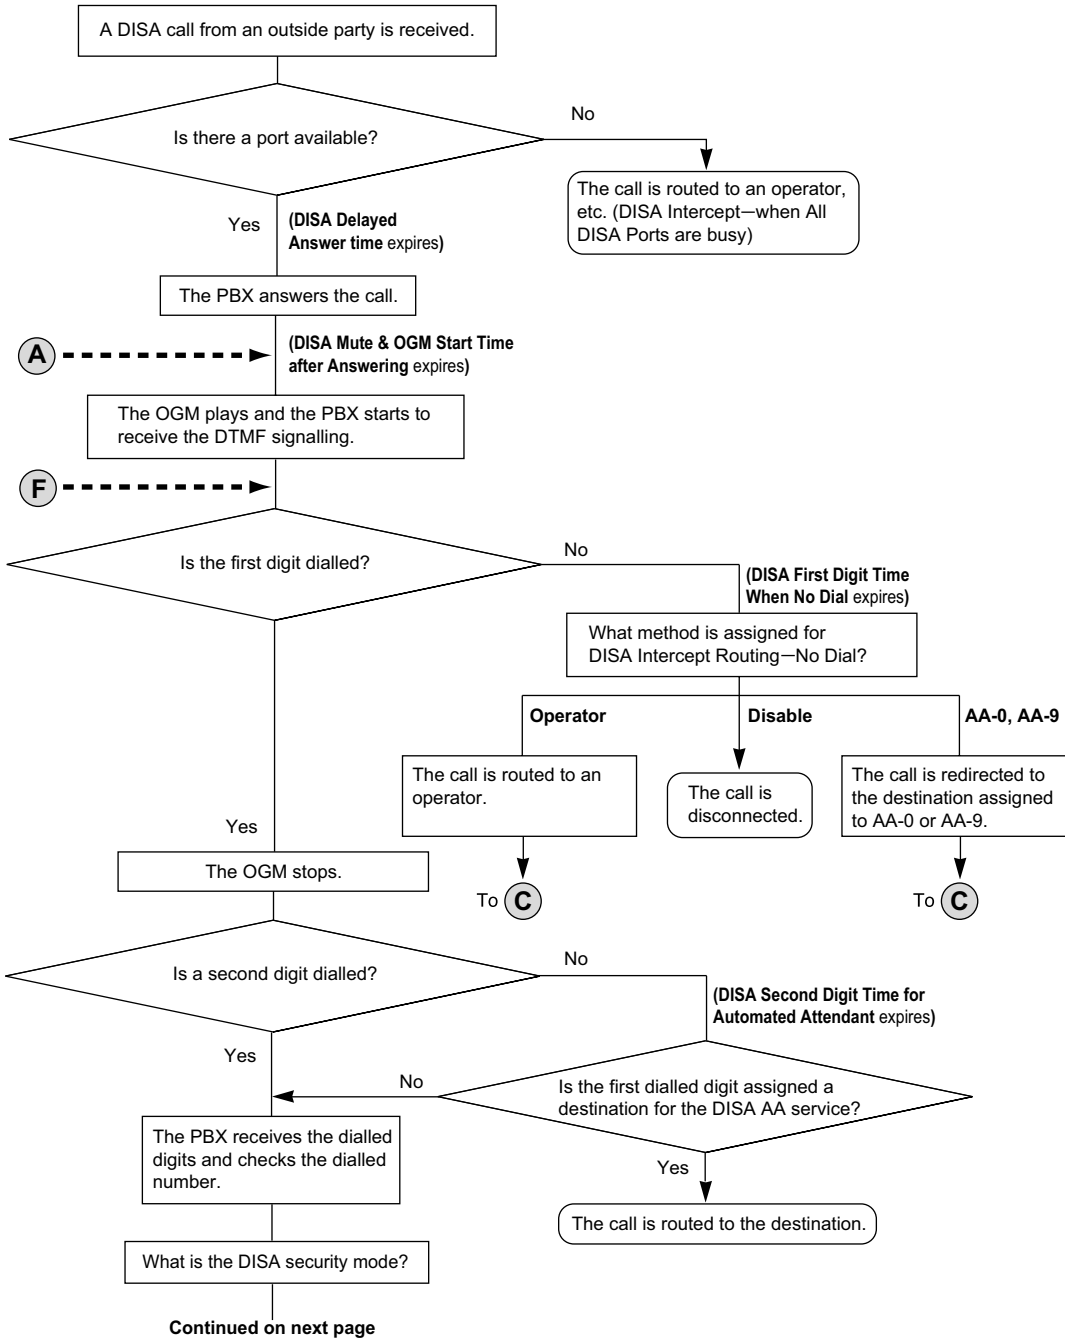 A DISA call from an outside party is received.
Is there a port available?
No
The call is routed to an operator,
etc. (DISA Intercept—when All
DISA Ports are busy)
Yes
(DISA Delayed
Answer time expires)
The PBX answers the call.
A
(DISA Mute & OGM Start Time
after Answering expires)
The OGM plays and the PBX starts to
receive the DTMF signalling.
F
Is the first digit dialled?
No
(DISA First Digit Time
When No Dial expires)
What method is assigned for
DISA Intercept Routing—No Dial?
Operator
Disable
AA-0, AA-9
The call is routed to an
operator.
The call is
disconnected.
The call is redirected to
the destination assigned
to AA-0 or AA-9.
To C
To C
Yes
The OGM stops.
Is a second digit dialled?
No
(DISA Second Digit Time for
Automated Attendant expires)
Yes
No
Is the first dialled digit assigned a
destination for the DISA AA service?
The PBX receives the dialled
digits and checks the dialled
number.
Yes
The call is routed to the destination.
What is the DISA security mode?
Continued on next page